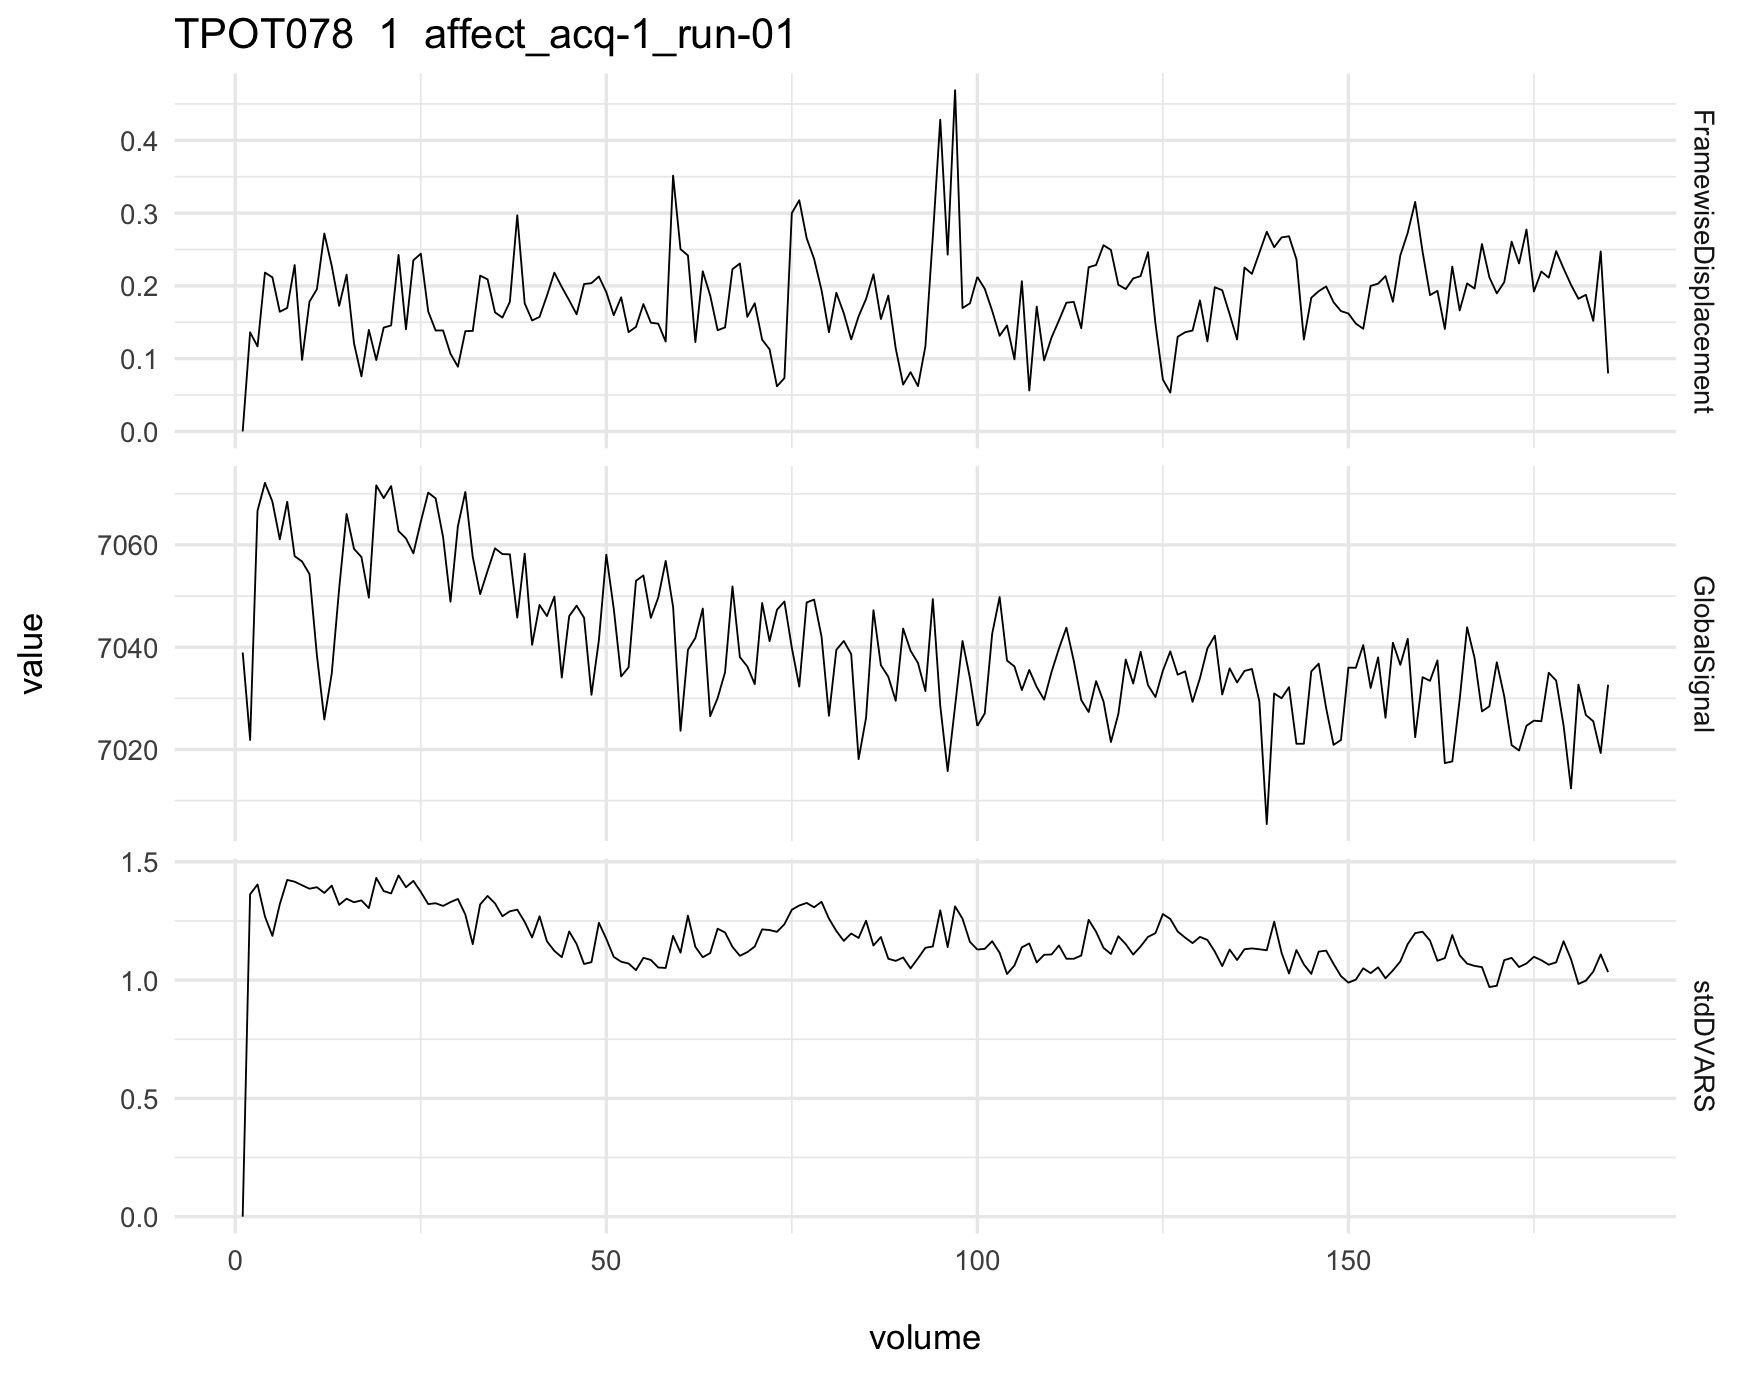 TPOT078  1  affect_acq-1_run-01
0.4
0.3
0.2
0.1
0.0
FramewiseDisplacement
7060
7040
7020
GlobalSignal
1.5
1.0
0.5
0.0
stdDVARS
value
0
50
100
150
volume